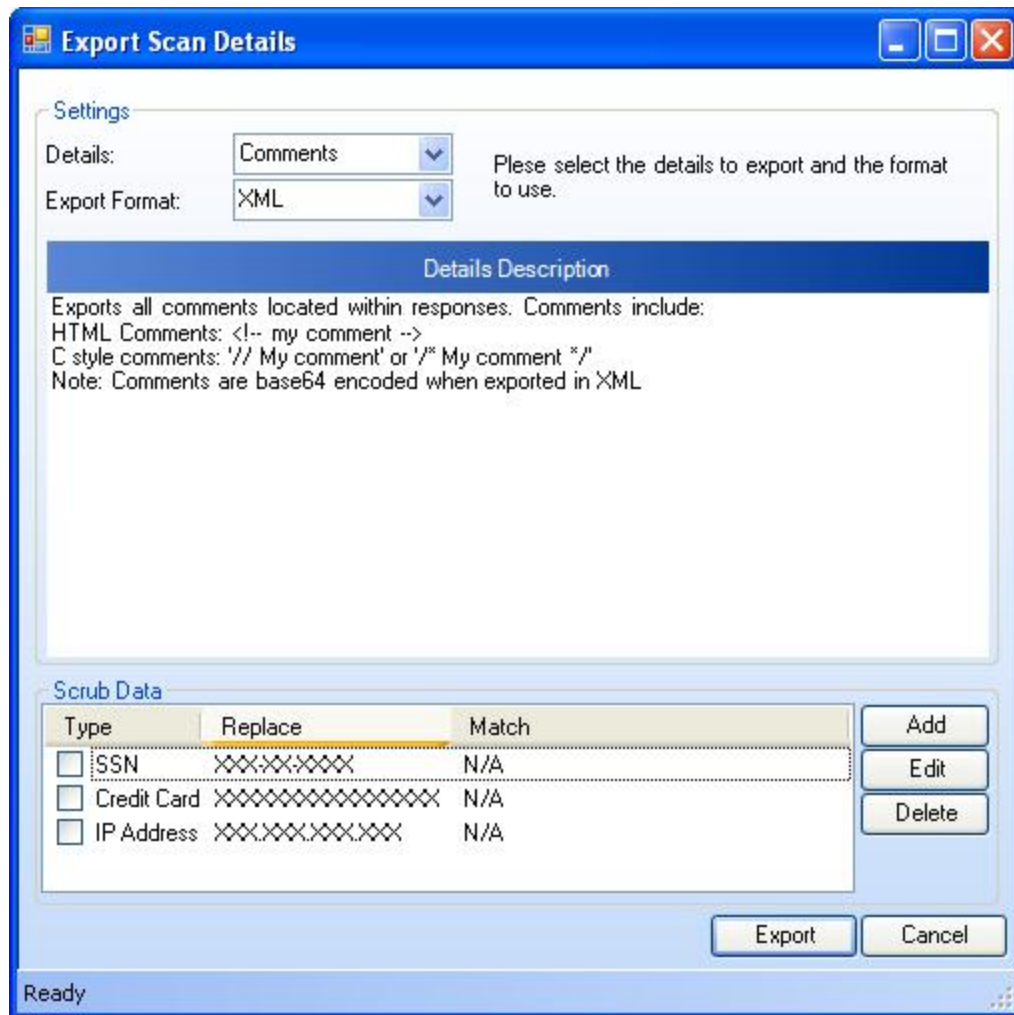 Export Scan Details
Settings
Details: Comments
Export Format: XML
Plese select the details to export and the format
to use.
Details Description
Exports all comments located within responses. Comments include:
HTML Comments: <!-- my comment -->
C style comments: '// My comment' or '/* My comment */'
Note: Comments are base64 encoded when exported in XML
Scrub Data
Type Replace Match
SSN XXX-XX-XXXX N/A
Credit Card XXXXXXXXXXXXXXXX N/A
IP Address XXX.XXX.XXX.XXX N/A
Add
Edit
Delete
Export Cancel
Ready